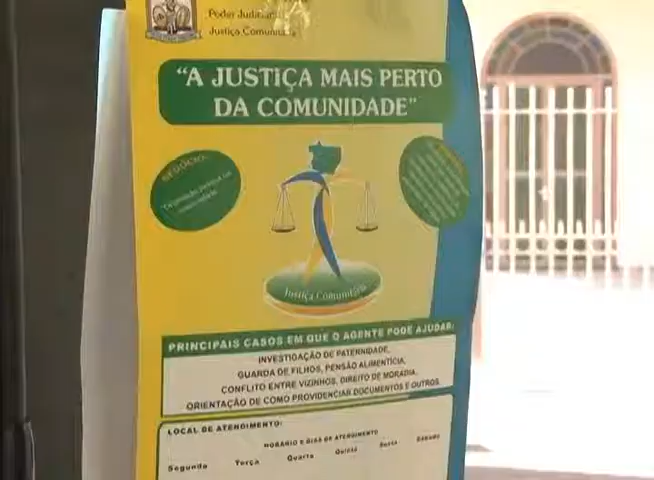 Poder Judiciário
Justiça Comunitária
"A JUSTIÇA MAIS PERTO
DA COMUNIDADE"
NEGÓCIO:
Justiça Comunitária
PRINCIPAIS CASOS EM QUE O AGENTE PODE AJUDAR:
INVESTIGAÇÃO DE PATERNIDADE,
GUARDA DE FILHOS, PENSÃO ALIMENTÍCIA,
CONFLITO ENTRE VIZINHOS, DIREITO DE MORADIA,
ORIENTAÇÃO DE COMO PROVIDENCIAR DOCUMENTOS E OUTROS
LOCAL DE ATENDIMENTO:
HORÁRIO E DIAS DE ATENDIMENTO
Segunda Terça Quarta Quinta Sexta Sábado